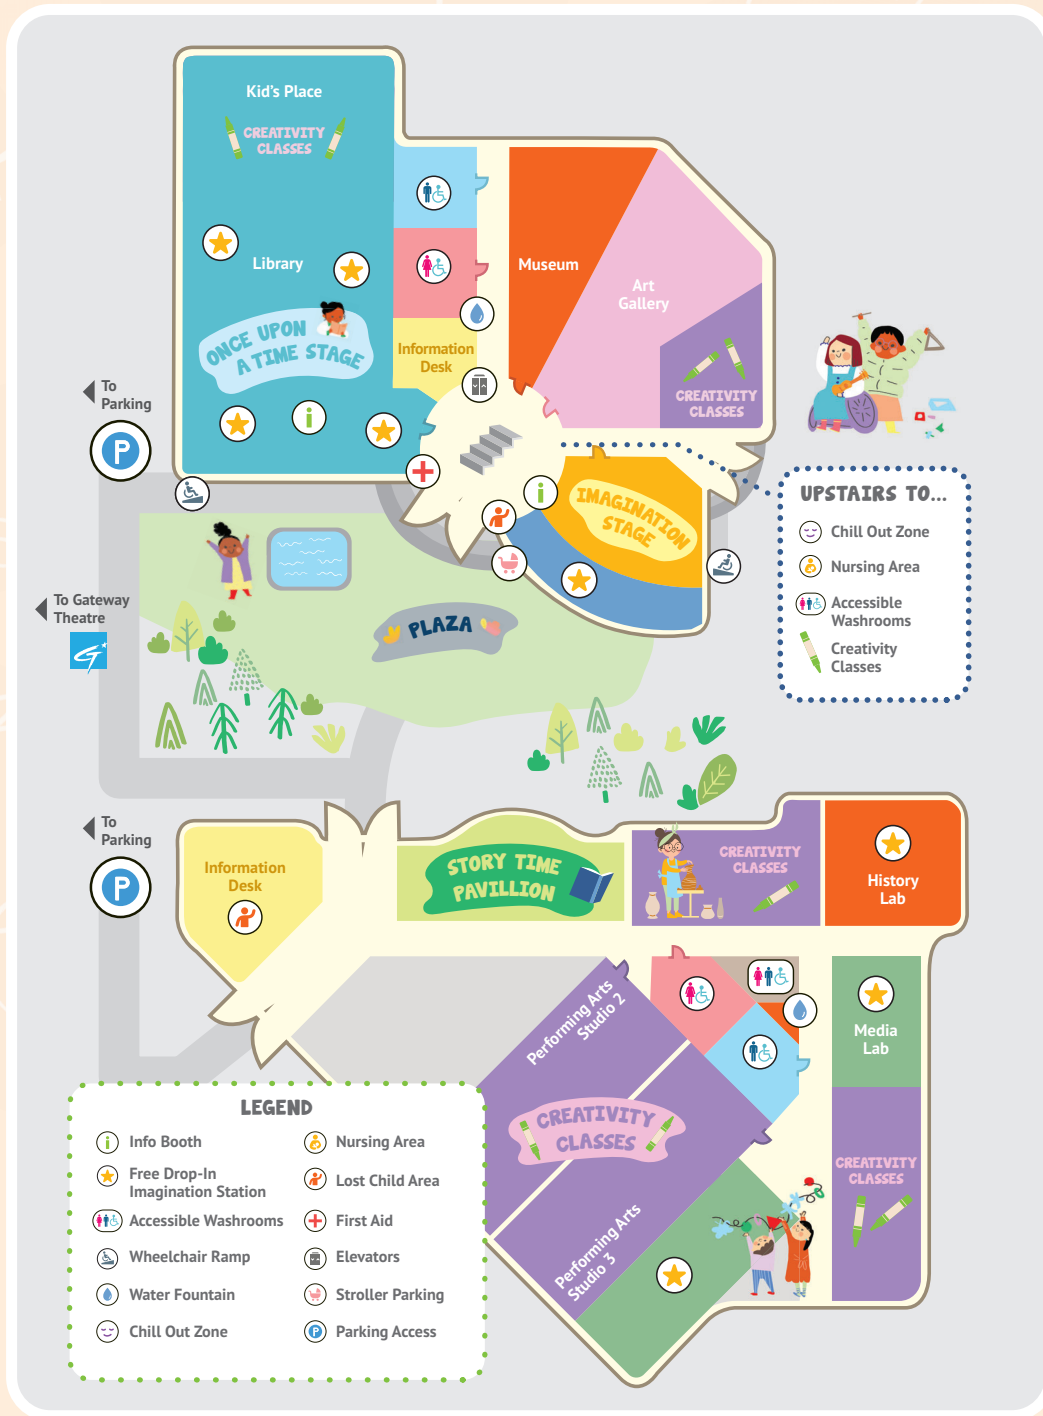 Kid's Place
CREATIVITY
CLASSES
Library
ONCE UPON
A TIME STAGE
Information
Desk
Museum
Art
Gallery
CREATIVITY
CLASSES
To
Parking
P
IMAGINATION
STAGE
UPSTAIRS TO...
Chill Out Zone
Nursing Area
Accessible
Washrooms
Creativity
Classes
To Gateway
Theatre
G
PLAZA
To
Parking
P
Information
Desk
STORY TIME
PAVILLION
CREATIVITY
CLASSES
History
Lab
Performing Arts
Studio 2
Media
Lab
CREATIVITY
CLASSES
Performing Arts
Studio 3
CREATIVITY
CLASSES
LEGEND
Info Booth
Free Drop-In
Imagination Station
Accessible Washrooms
Wheelchair Ramp
Water Fountain
Chill Out Zone
Nursing Area
Lost Child Area
First Aid
Elevators
Stroller Parking
P Parking Access